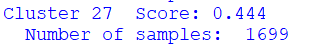 Cluster 27  Score: 0.444
  Number of samples:  1699